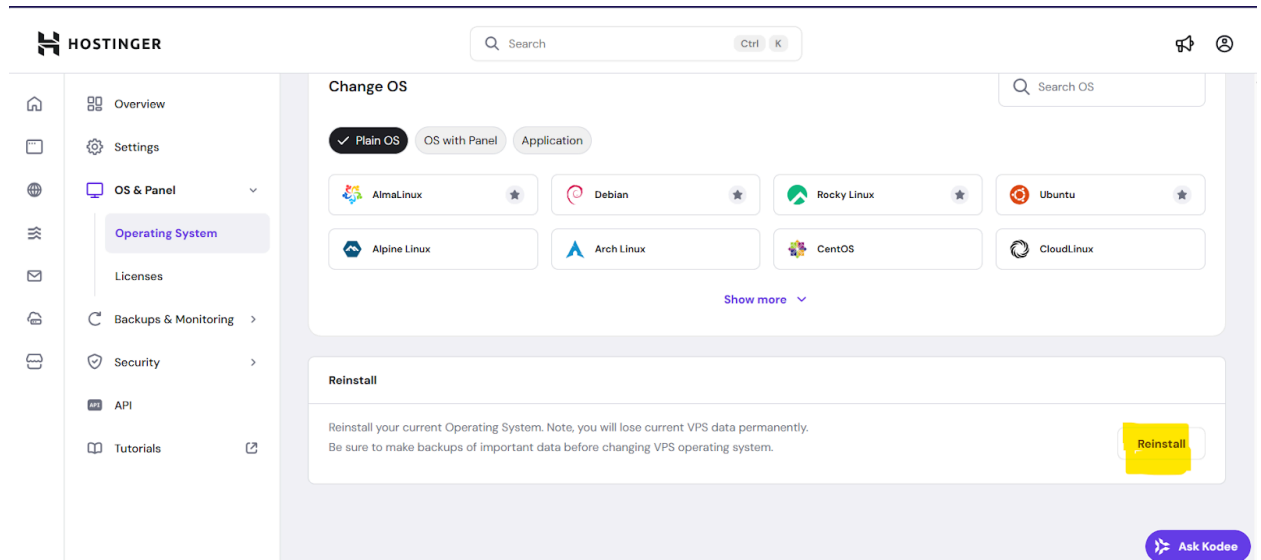 HOSTINGER
Search
Ctrl K
Overview
Settings
OS & Panel
Operating System
Licenses
Backups & Monitoring
Security
API API
Tutorials
Change OS
Search OS
Plain OS
OS with Panel
Application
AlmaLinux
Debian
Rocky Linux
Ubuntu
Alpine Linux
Arch Linux
CentOS
CloudLinux
Show more
Reinstall
Reinstall your current Operating System. Note, you will lose current VPS data permanently.
Be sure to make backups of important data before changing VPS operating system.
Reinstall
Ask Kodee